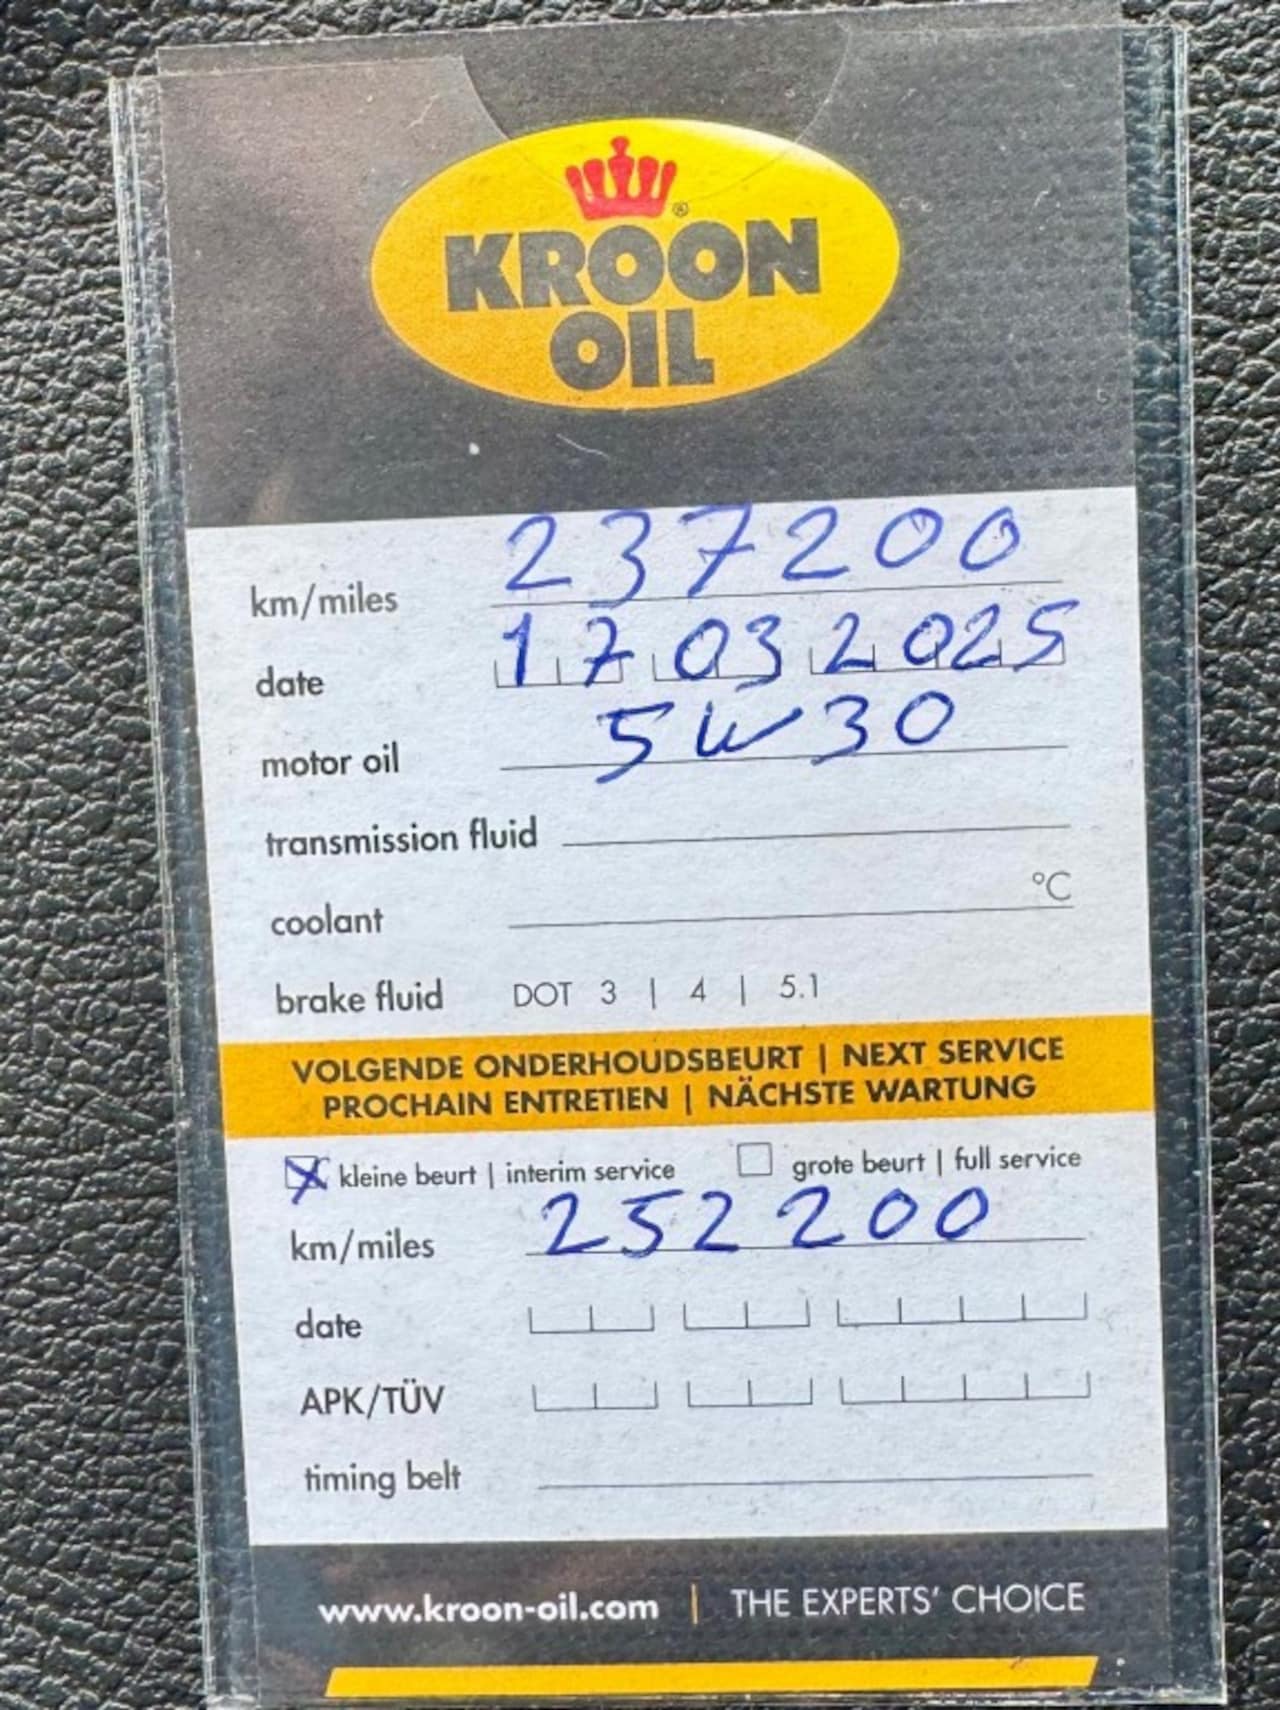 KROON
OIL
®
km/miles 237200
date 17 03 2025
motor oil 5W30
transmission fluid
coolant °C
brake fluid DOT 3 | 4 | 5.1
VOLGENDE ONDERHOUDSBEURT | NEXT SERVICE
PROCHAIN ENTRETIEN | NÄCHSTE WARTUNG
kleine beurt | interim service grote beurt | full service
km/miles 252200
date
APK/TÜV
timing belt
www.kroon-oil.com | THE EXPERTS' CHOICE